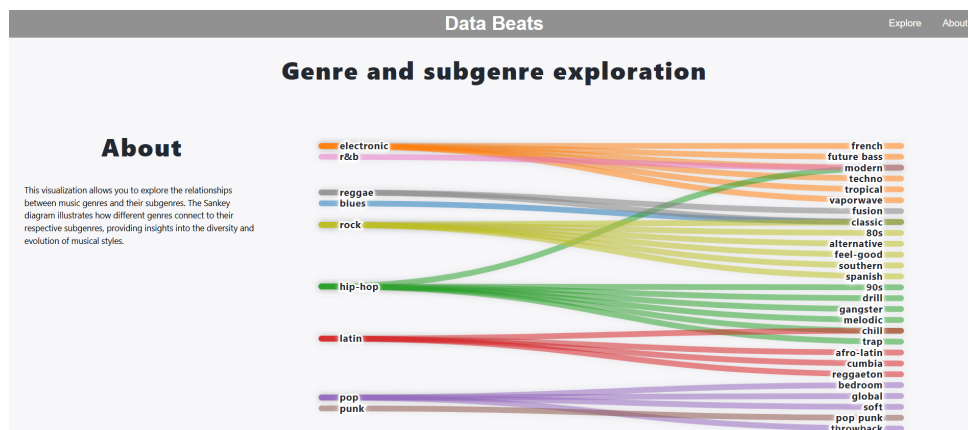 Data Beats
Explore
About
Genre and subgenre exploration
About
This visualization allows you to explore the relationships
between music genres and their subgenres. The Sankey
diagram illustrates how different genres connect to their
respective subgenres, providing insights into the diversity and
evolution of musical styles.
electronic
r&b
reggae
blues
rock
hip-hop
latin
pop
punk
french
future bass
modern
techno
tropical
vaporwave
fusion
classic
80s
alternative
feel-good
southern
spanish
90s
drill
gangster
melodic
chill
trap
afro-latin
cumbia
reggaeton
bedroom
global
soft
pop punk
throwback